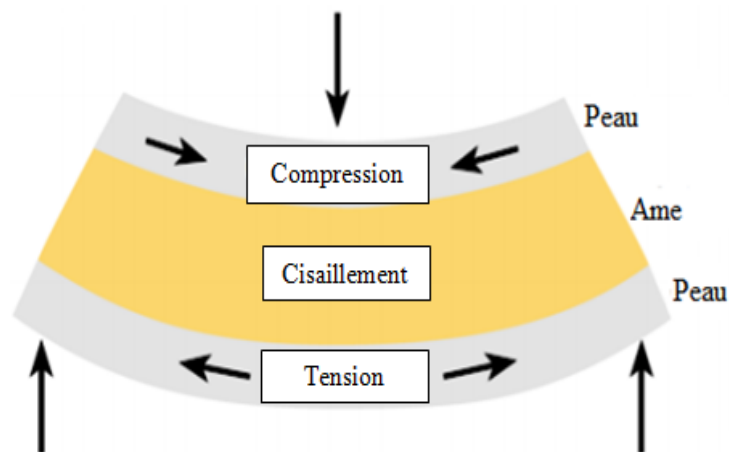 Peau
Compression
Ame
Cisaillement
Peau
Tension